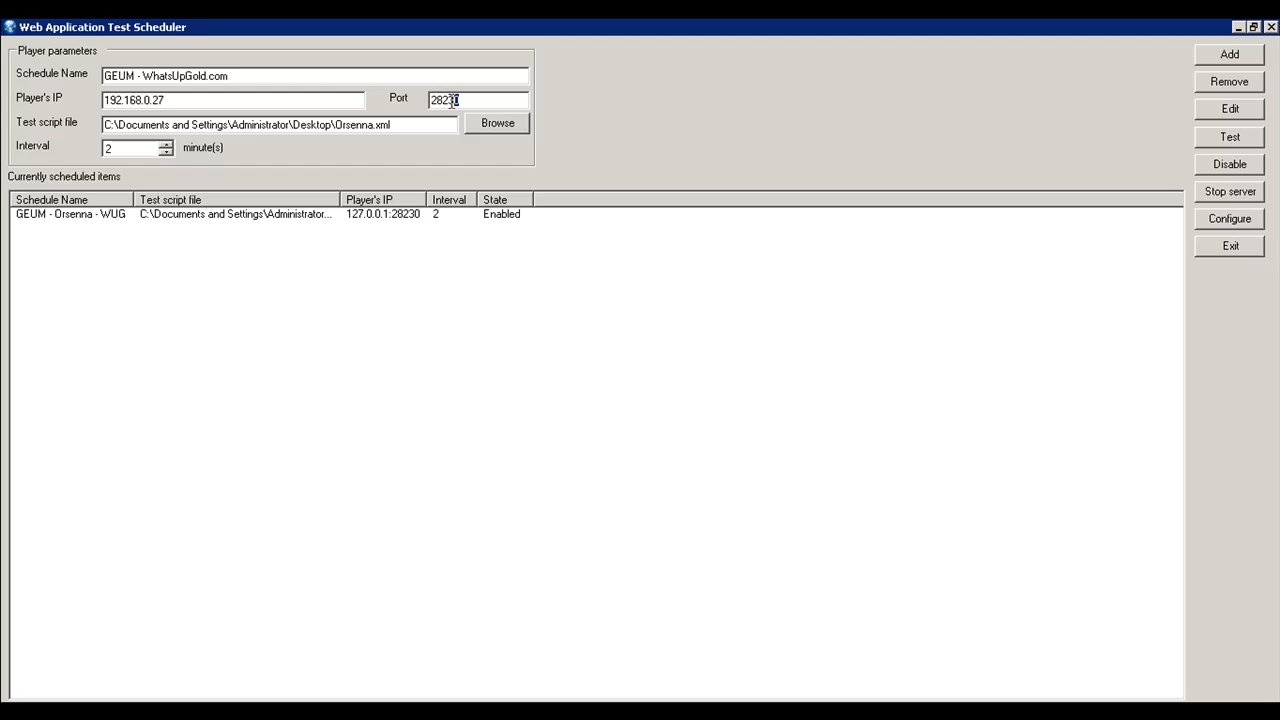 Web Application Test Scheduler
Player parameters
Schedule Name GEUM - WhatsUpGold.com
Player's IP 192.168.0.27 Port 28230
Test script file C:\Documents and Settings\Administrator\Desktop\Orsenna.xml Browse
Interval 2 minute(s)
Currently scheduled items
Schedule Name Test script file Player's IP Interval State
GEUM - Orsenna - WUG C:\Documents and Settings\Administrator... 127.0.0.1:28230 2 Enabled
Add
Remove
Edit
Test
Disable
Stop server
Configure
Exit